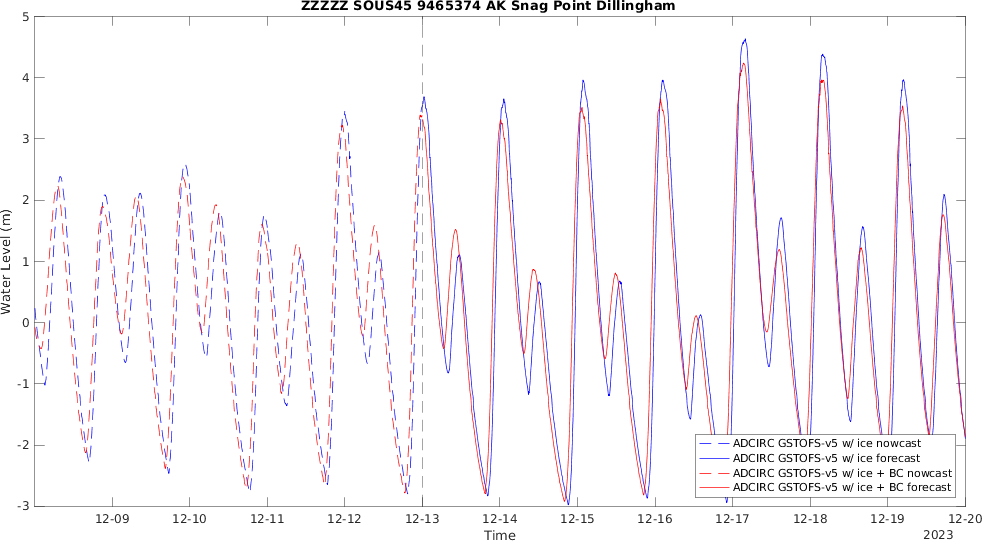 ZZZZZ SOUS45 9465374 AK Snag Point Dillingham
5
4
3
2
1
0
-1
-2
-3
Water Level (m)
ADCIRC GSTOFS-v5 w/ ice nowcast
ADCIRC GSTOFS-v5 w/ ice forecast
ADCIRC GSTOFS-v5 w/ ice + BC nowcast
ADCIRC GSTOFS-v5 w/ ice + BC forecast
12-09 12-10 12-11 12-12 12-13 12-14 12-15 12-16 12-17 12-18 12-19 12-20
Time 2023